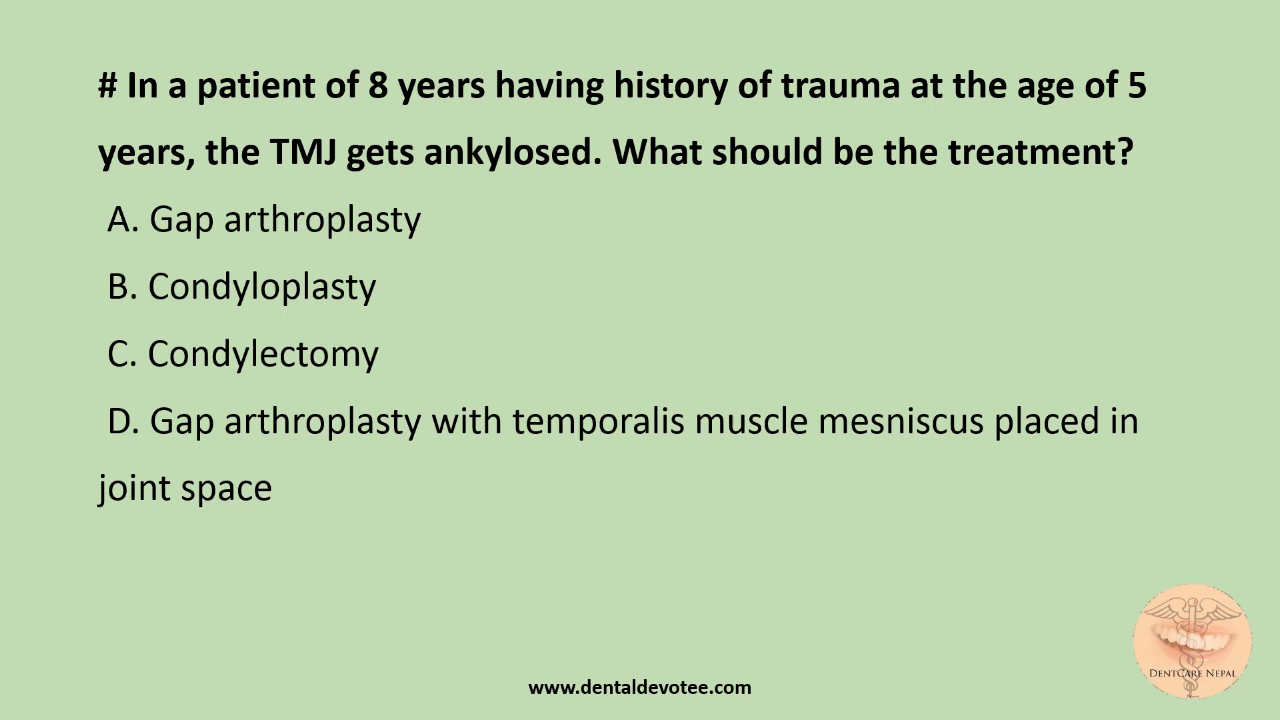 # In a patient of 8 years having history of trauma at the age of 5
years, the TMJ gets ankylosed. What should be the treatment?
A. Gap arthroplasty
B. Condyloplasty
C. Condylectomy
D. Gap arthroplasty with temporalis muscle mesniscus placed in
joint space
DENTCARE NEPAL
www.dentaldevotee.com